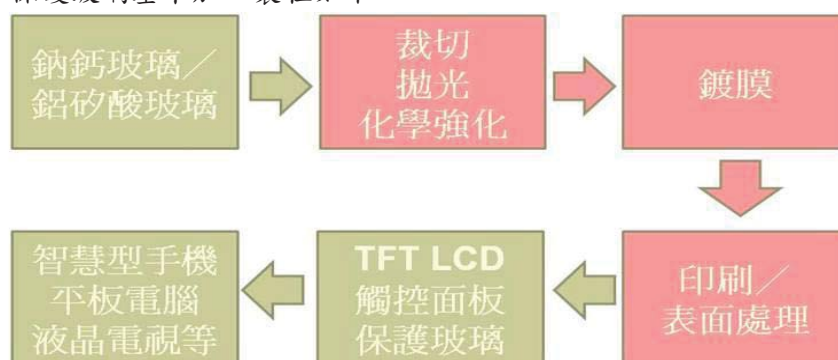 鈉鈣玻璃／
鋁矽酸玻璃
裁切
拋光
化學強化
鍍膜
印刷／
表面處理
TFT LCD
觸控面板
保護玻璃
智慧型手機
平板電腦
液晶電視等